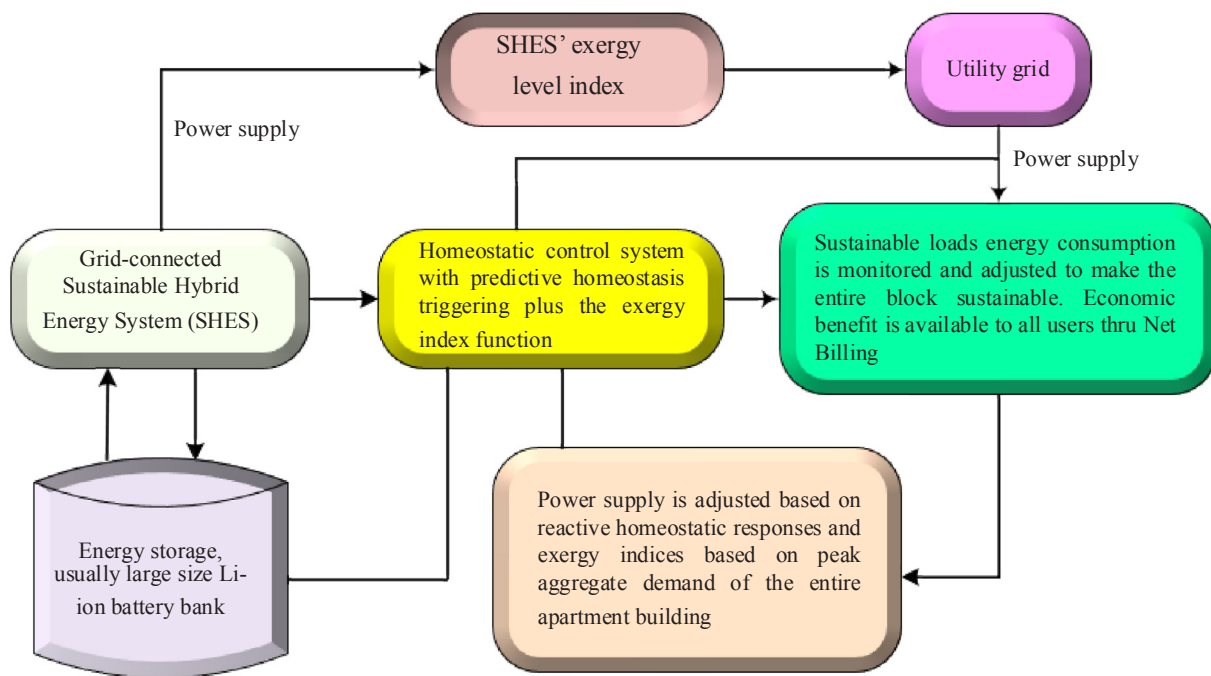 SHES’ exergy
level index
Utility grid
Power supply
Power supply
Grid-connected
Sustainable Hybrid
Energy System (SHES)
Homeostatic control system
with predictive homeostasis
triggering plus the exergy
index function
Sustainable loads energy consumption
is monitored and adjusted to make the
entire block sustainable. Economic
benefit is available to all users thru Net
Billing
Energy storage,
usually large size Li-
ion battery bank
Power supply is adjusted based on
reactive homeostatic responses and
exergy indices based on peak
aggregate demand of the entire
apartment building